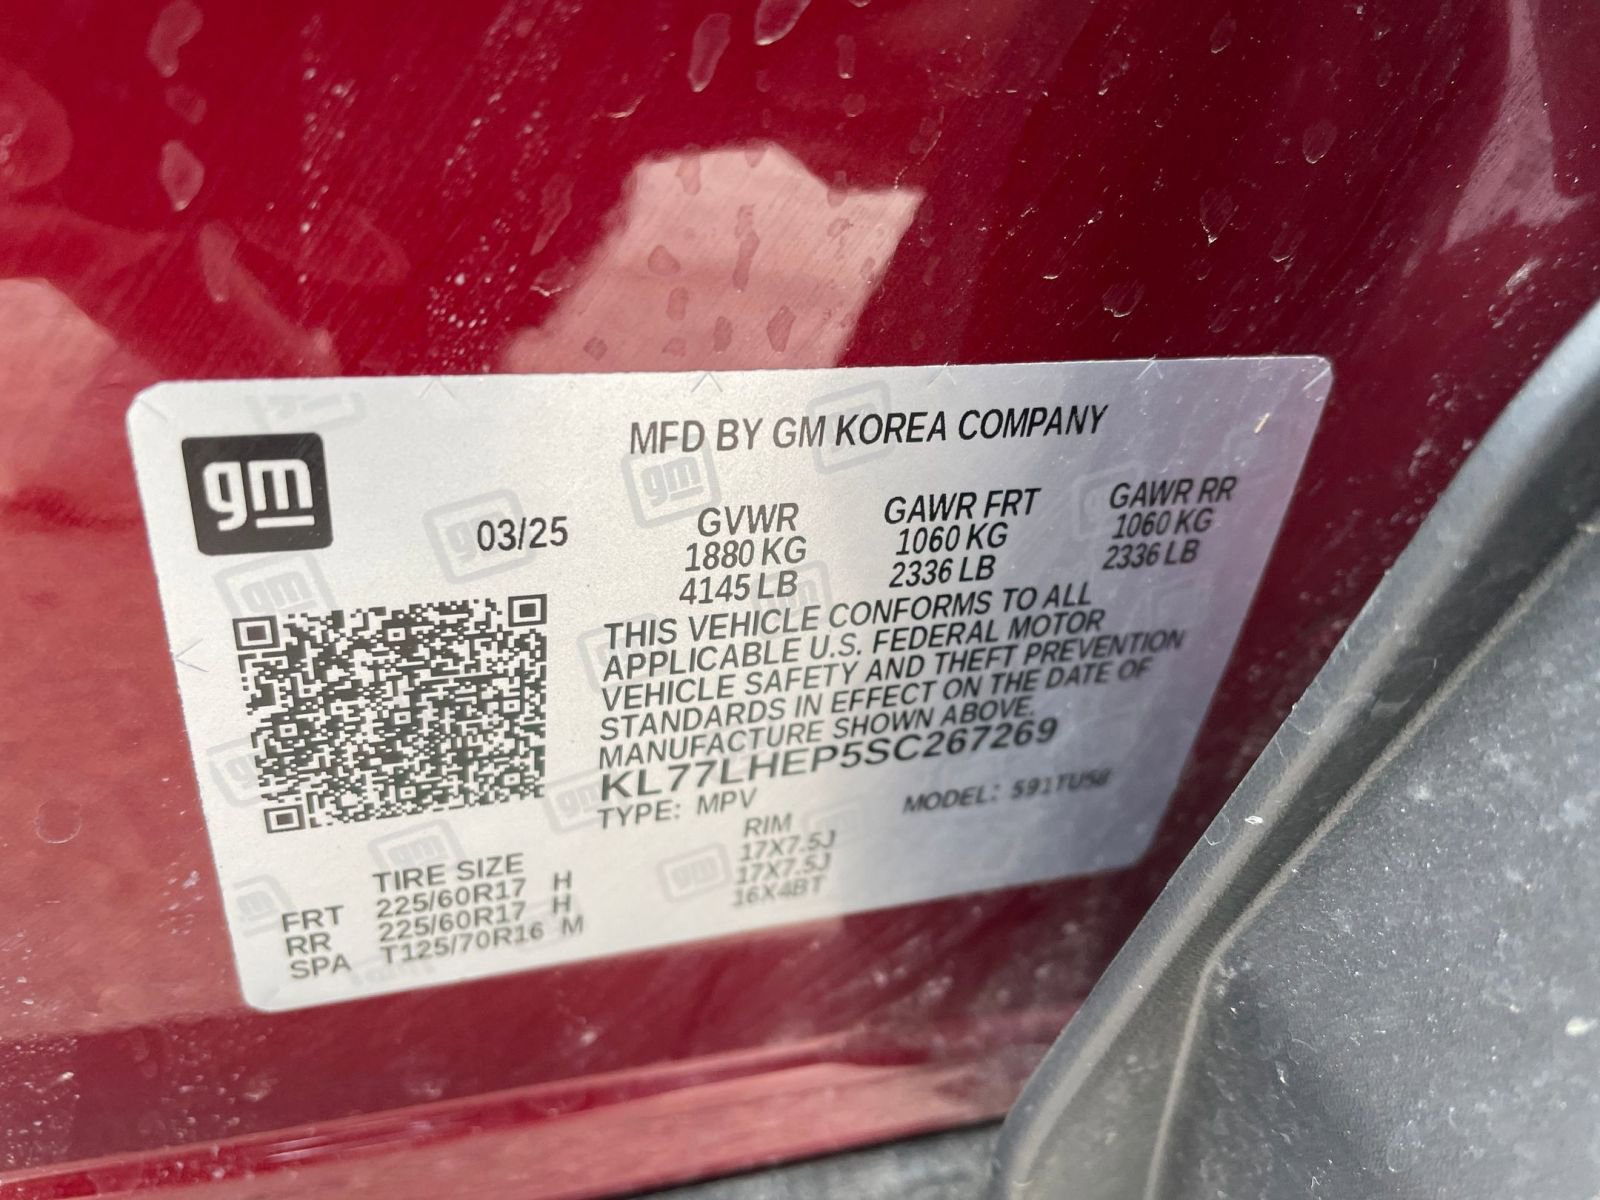 gm
MFD BY GM KOREA COMPANY
03/25
GVWR GAWR FRT GAWR RR
1880 KG 1060 KG 1060 KG
4145 LB 2336 LB 2336 LB
THIS VEHICLE CONFORMS TO ALL
APPLICABLE U.S. FEDERAL MOTOR
VEHICLE SAFETY AND THEFT PREVENTION
STANDARDS IN EFFECT ON THE DATE OF
MANUFACTURE SHOWN ABOVE.
KL77LHEP5SC267269
TYPE: MPV MODEL:
TIRE SIZE RIM
FRT 225/60R17 H 17X7.5J
RR 225/60R17 H 17X7.5J
SPA T125/70R16 M 16X4BT